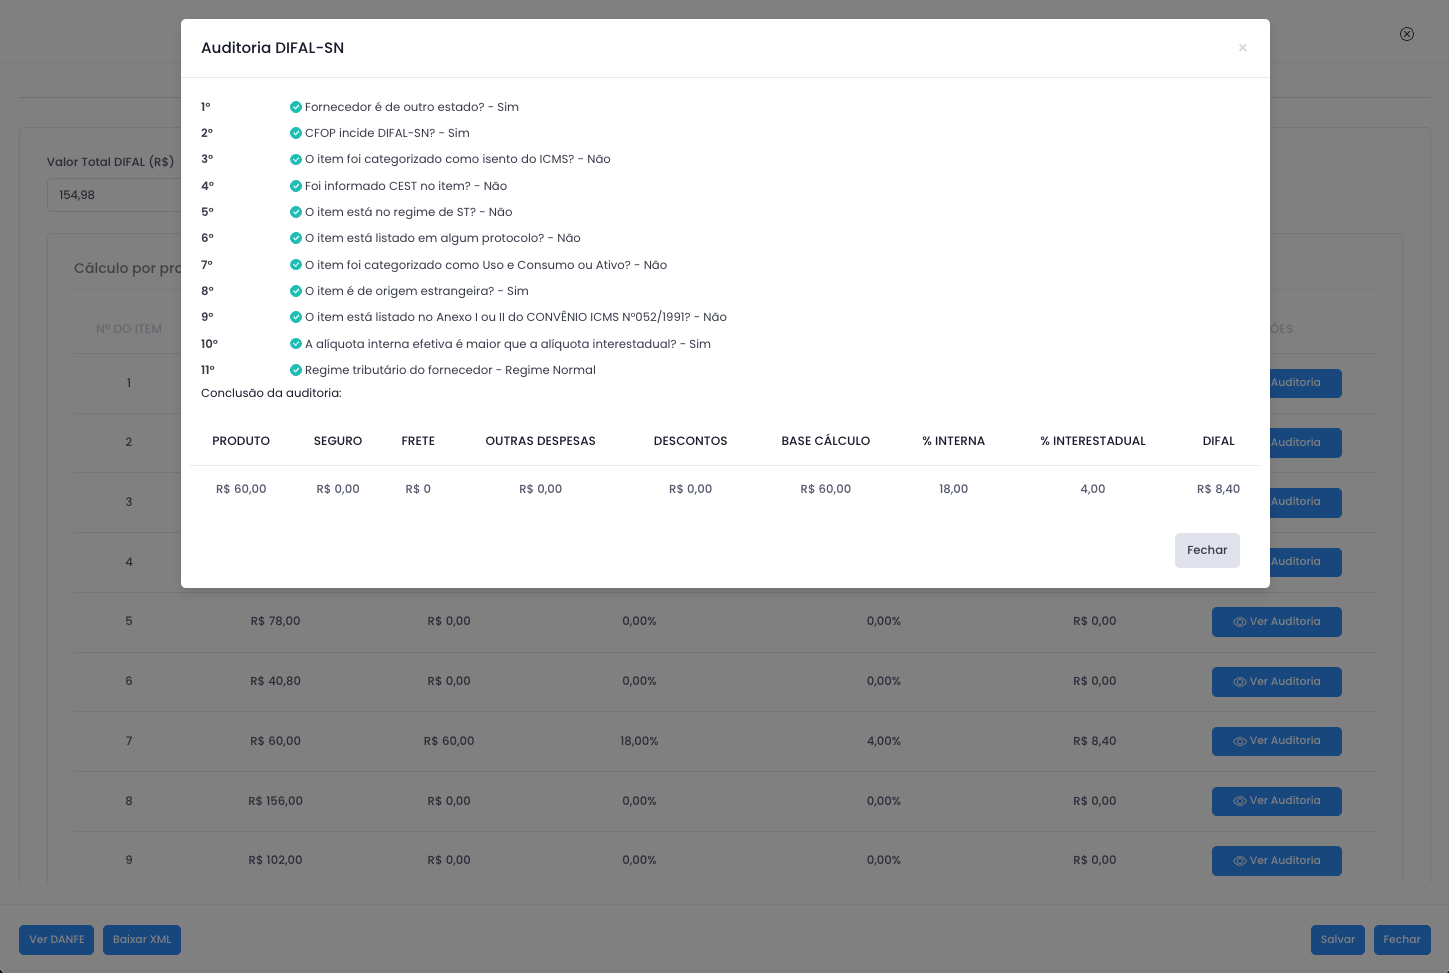 Auditoria DIFAL-SN
×
1º Fornecedor é de outro estado? - Sim
2º CFOP incide DIFAL-SN? - Sim
3º O item foi categorizado como isento do ICMS? - Não
4º Foi informado CEST no item? - Não
5º O item está no regime de ST? - Não
6º O item está listado em algum protocolo? - Não
7º O item foi categorizado como Uso e Consumo ou Ativo? - Não
8º O item é de origem estrangeira? - Sim
9º O item está listado no Anexo I ou II do CONVÊNIO ICMS Nº052/1991? - Não
10º A alíquota interna efetiva é maior que a alíquota interestadual? - Sim
11º Regime tributário do fornecedor - Regime Normal
Conclusão da auditoria:
PRODUTO SEGURO FRETE OUTRAS DESPESAS DESCONTOS BASE CÁLCULO % INTERNA % INTERESTADUAL DIFAL
R$ 60,00 R$ 0,00 R$ 0 R$ 0,00 R$ 0,00 R$ 60,00 18,00 4,00 R$ 8,40
Fechar
Valor Total DIFAL (R$)
154,98
Cálculo por pro
Nº DO ITEM ÕES
1 Auditoria
2 Auditoria
3 Auditoria
4 Auditoria
5 R$ 78,00 R$ 0,00 0,00% 0,00% R$ 0,00 Ver Auditoria
6 R$ 40,80 R$ 0,00 0,00% 0,00% R$ 0,00 Ver Auditoria
7 R$ 60,00 R$ 60,00 18,00% 4,00% R$ 8,40 Ver Auditoria
8 R$ 156,00 R$ 0,00 0,00% 0,00% R$ 0,00 Ver Auditoria
9 R$ 102,00 R$ 0,00 0,00% 0,00% R$ 0,00 Ver Auditoria
Ver DANFE Baixar XML Salvar Fechar